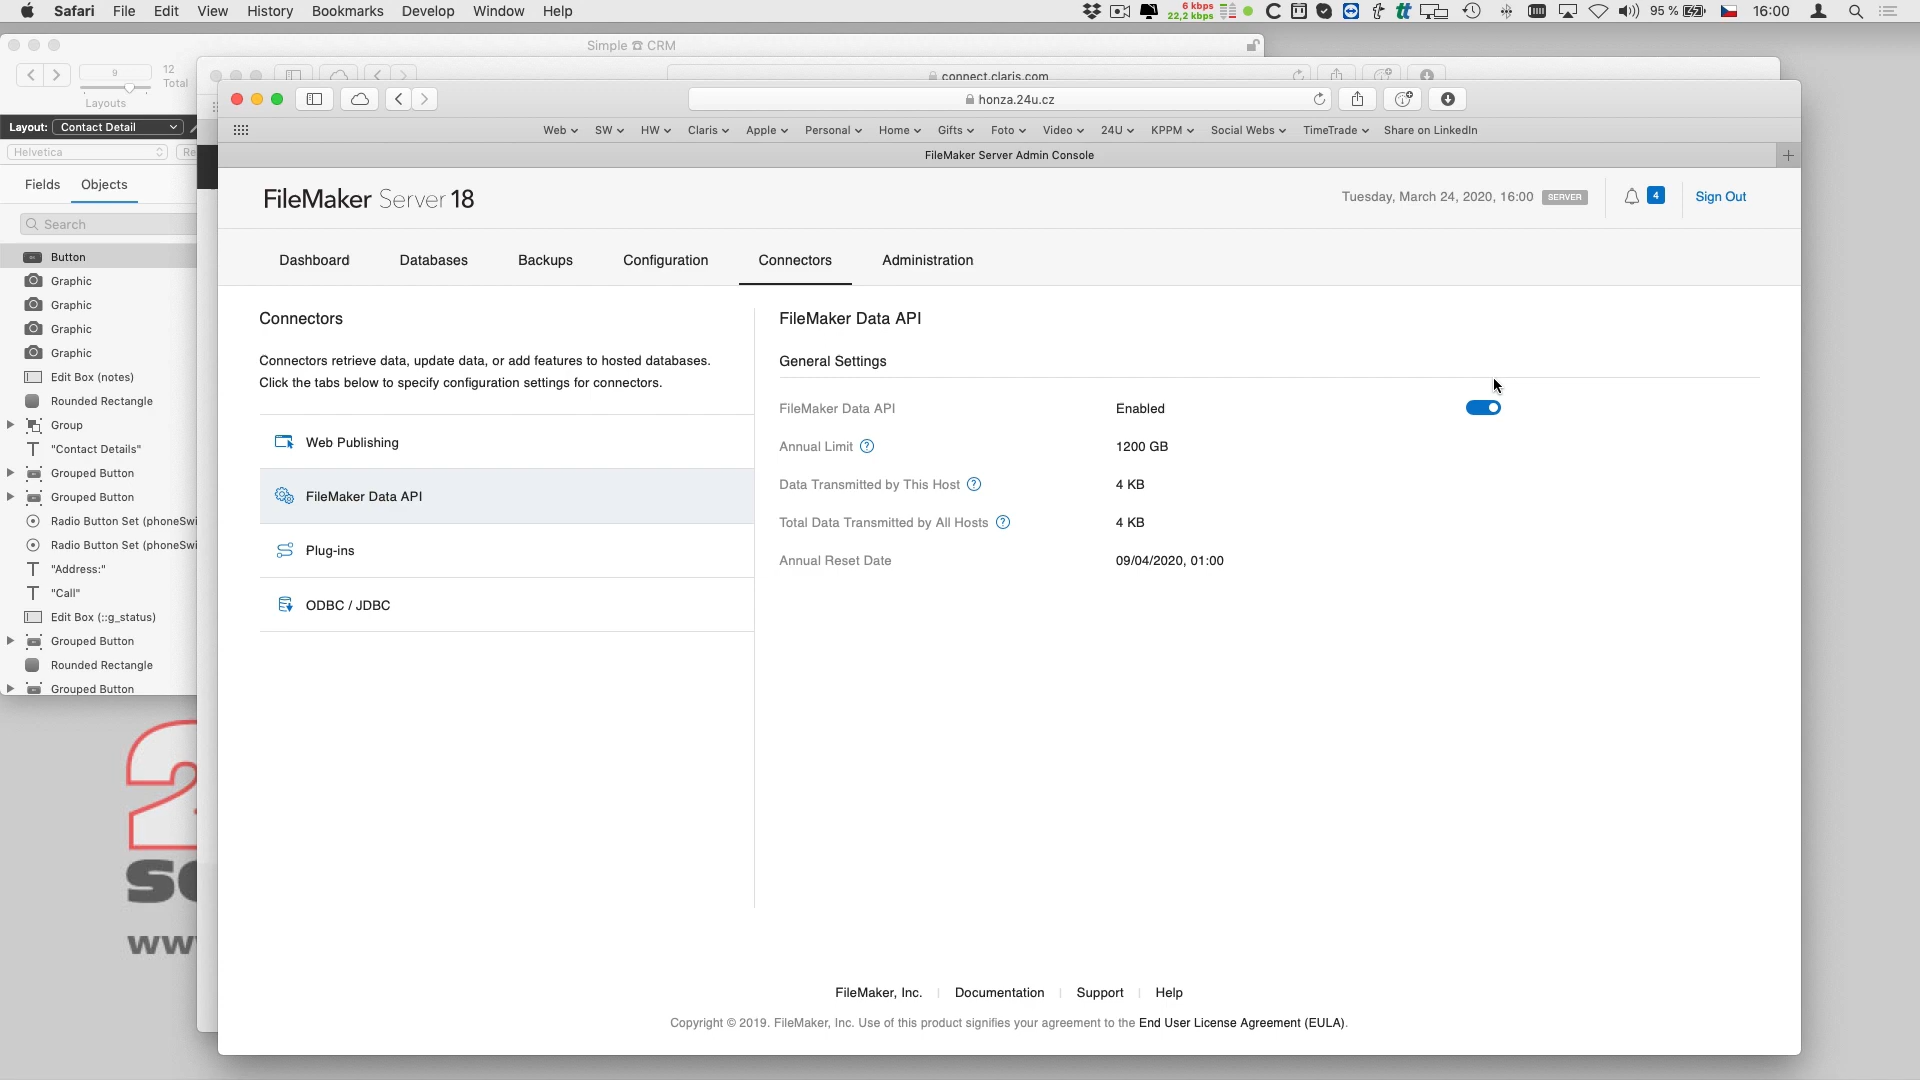 Safari File Edit View History Bookmarks Develop Window Help
6 kbps
22,2 kbps
95 % 16:00
Simple ☎ CRM
9
12
Total
Layouts
Layout: Contact Detail
Helvetica
Re
Fields Objects
Search
Button
Graphic
Graphic
Graphic
Graphic
Edit Box (notes)
Rounded Rectangle
Group
"Contact Details"
Grouped Button
Grouped Button
Radio Button Set (phoneSwi
Radio Button Set (phoneSwi
"Address:"
"Call"
Edit Box (::g_status)
Grouped Button
Rounded Rectangle
Grouped Button
connect.claris.com
honza.24u.cz
Web SW HW Claris Apple Personal Home Gifts Foto Video 24U KPPM Social Webs TimeTrade Share on LinkedIn
FileMaker Server Admin Console
FileMaker Server 18
Tuesday, March 24, 2020, 16:00 SERVER 4 Sign Out
Dashboard Databases Backups Configuration Connectors Administration
Connectors
Connectors retrieve data, update data, or add features to hosted databases.
Click the tabs below to specify configuration settings for connectors.
Web Publishing
FileMaker Data API
Plug-ins
ODBC / JDBC
FileMaker Data API
General Settings
FileMaker Data API Enabled
Annual Limit ? 1200 GB
Data Transmitted by This Host ? 4 KB
Total Data Transmitted by All Hosts ? 4 KB
Annual Reset Date 09/04/2020, 01:00
FileMaker, Inc. | Documentation | Support | Help
Copyright © 2019. FileMaker, Inc. Use of this product signifies your agreement to the End User License Agreement (EULA).
2
so
www